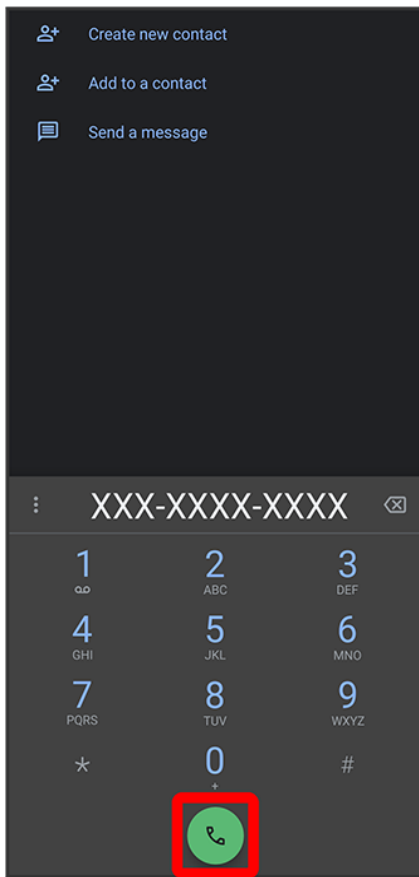 Create new contact
Add to a contact
Send a message
XXX-XXXX-XXXX
1 2 3
ABC DEF
4 5 6
GHI JKL MNO
7 8 9
PQRS TUV WXYZ
* 0 #
+